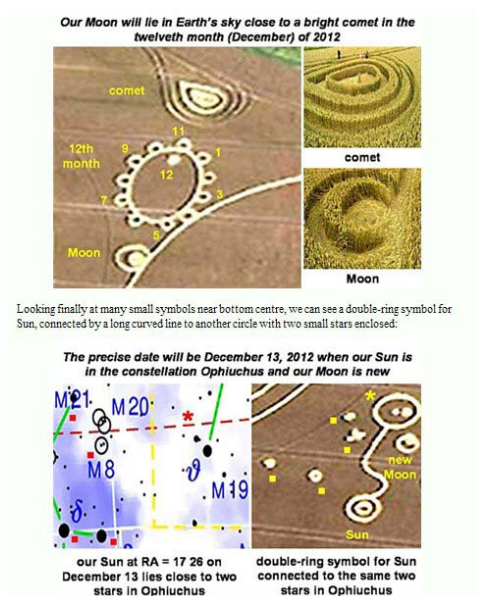 Our Moon will lie in Earth's sky close to a bright comet in the
twelveth month (December) of 2012
comet
11
9
1
12th
month
12
7
3
5
Moon
comet
Moon
Looking finally at many small symbols near bottom centre, we can see a double-ring symbol for
Sun, connected by a long curved line to another circle with two small stars enclosed:
The precise date will be December 13, 2012 when our Sun is
in the constellation Ophiuchus and our Moon is new
M21
M20
*
M8
ϑ
M19
δ
*
new
Moon
Sun
our Sun at RA = 17 26 on
December 13 lies close to two
stars in Ophiuchus
double-ring symbol for Sun
connected to the same two
stars in Ophiuchus